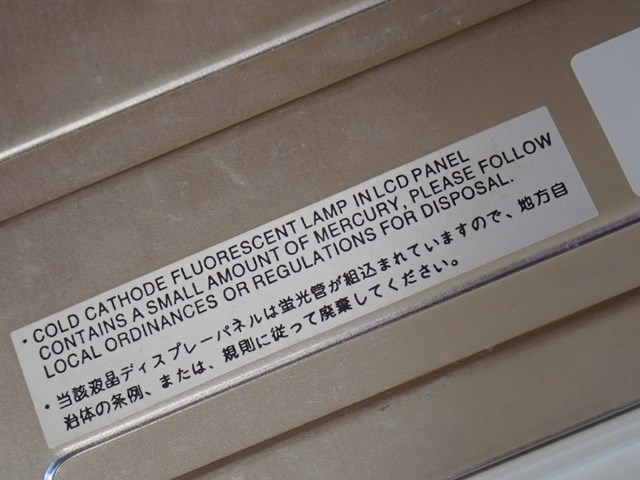 ・COLD CATHODE FLUORESCENT LAMP IN LCD PANEL
CONTAINS A SMALL AMOUNT OF MERCURY, PLEASE FOLLOW
LOCAL ORDINANCES OR REGULATIONS FOR DISPOSAL.
・当該液晶ディスプレーパネルは蛍光管が組込まれていますので、地方自
治体の条例、または、規則に従って廃棄してください。